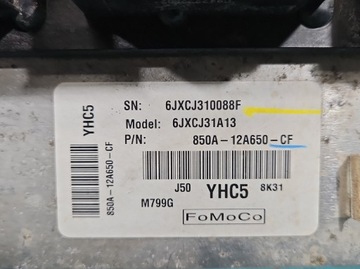 SN: 6JXCJ310088F
Model: 6JXCJ31A13
P/N: 850A-12A650-CF
YHC5
850A-12A650-CF
J50 YHC5 8K31
M799G
FoMoCo